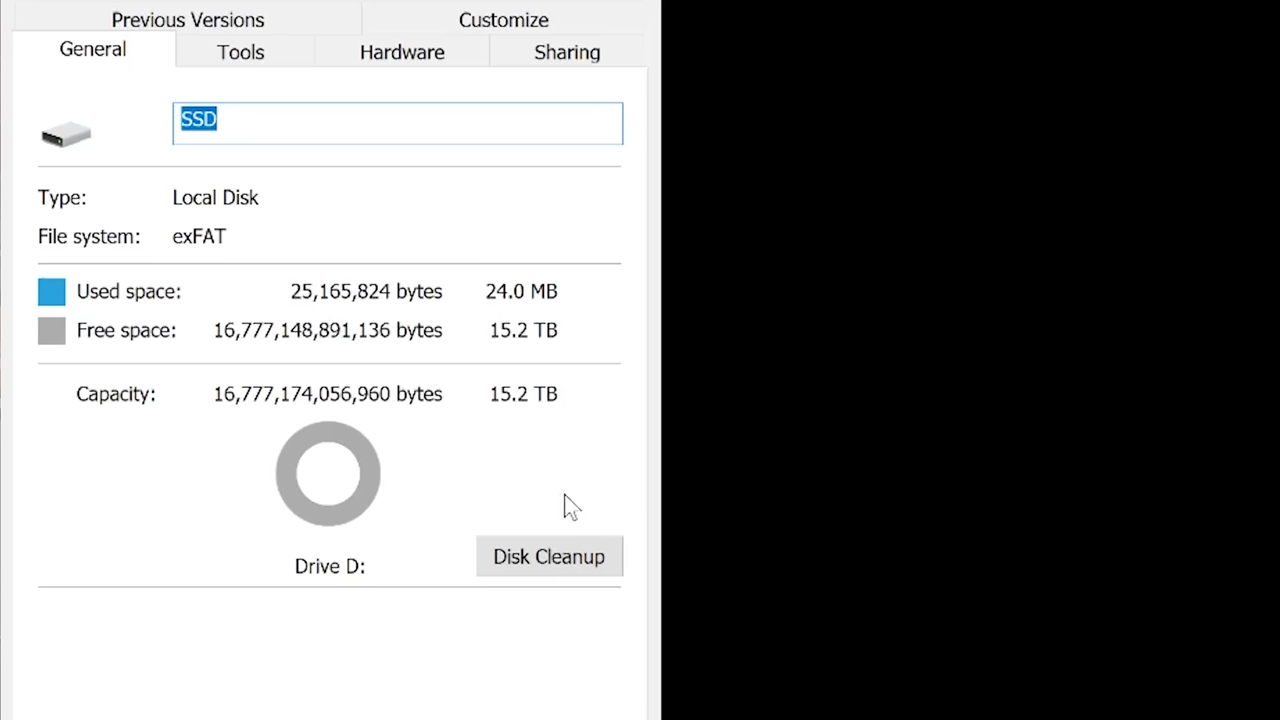 Previous Versions Customize
General Tools Hardware Sharing
SSD
Type: Local Disk
File system: exFAT
Used space: 25,165,824 bytes 24.0 MB
Free space: 16,777,148,891,136 bytes 15.2 TB
Capacity: 16,777,174,056,960 bytes 15.2 TB
Drive D: Disk Cleanup